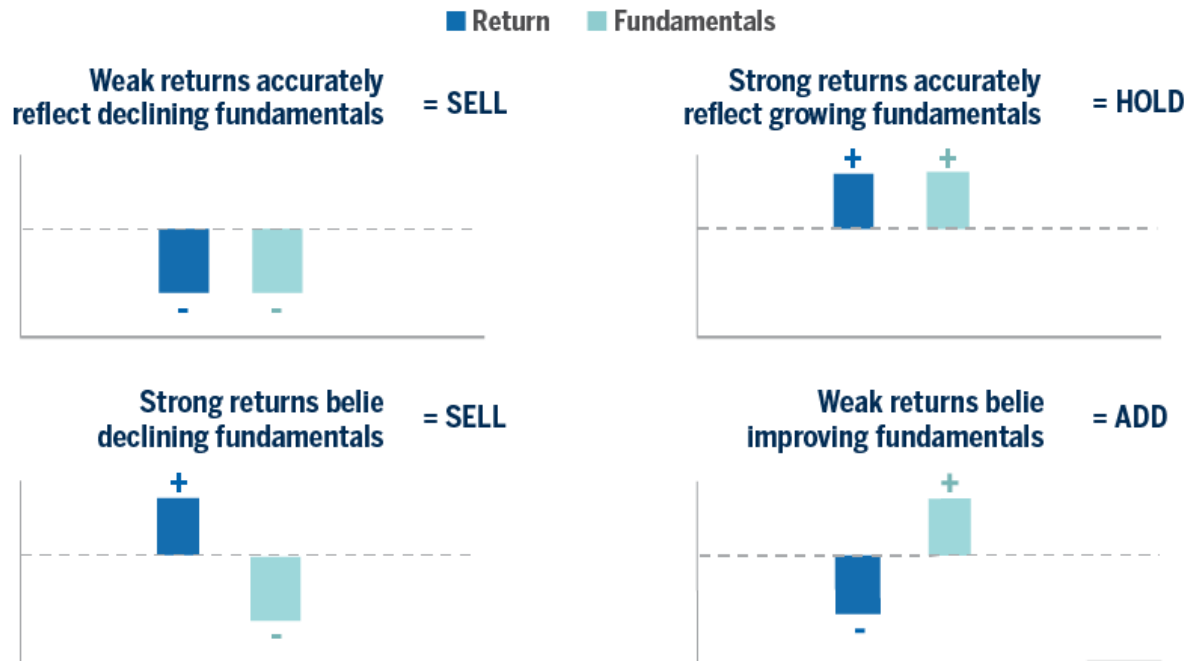 Return Fundamentals
Weak returns accurately
reflect declining fundamentals
= SELL
+ +
Strong returns accurately
reflect growing fundamentals
= HOLD
- -
Strong returns belie
declining fundamentals
= SELL
+
-
Weak returns belie
improving fundamentals
= ADD
+
-